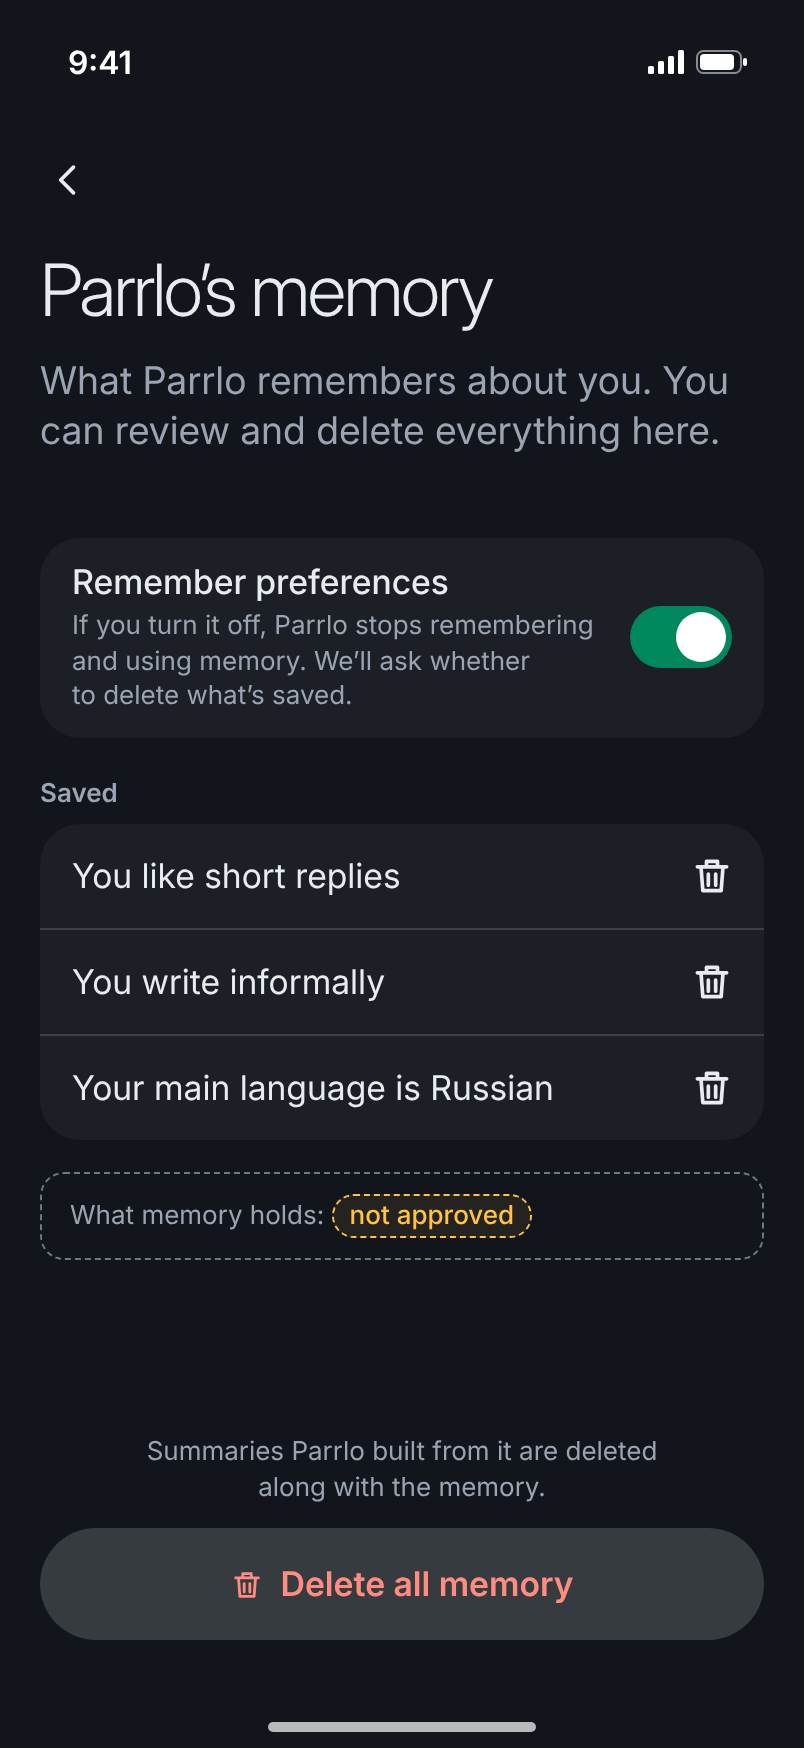 9:41
Parrlo’s memory
What Parrlo remembers about you. You
can review and delete everything here.
Remember preferences
If you turn it off, Parrlo stops remembering
and using memory. We’ll ask whether
to delete what’s saved.
Saved
You like short replies
You write informally
Your main language is Russian
What memory holds: not approved
Summaries Parrlo built from it are deleted
along with the memory.
Delete all memory